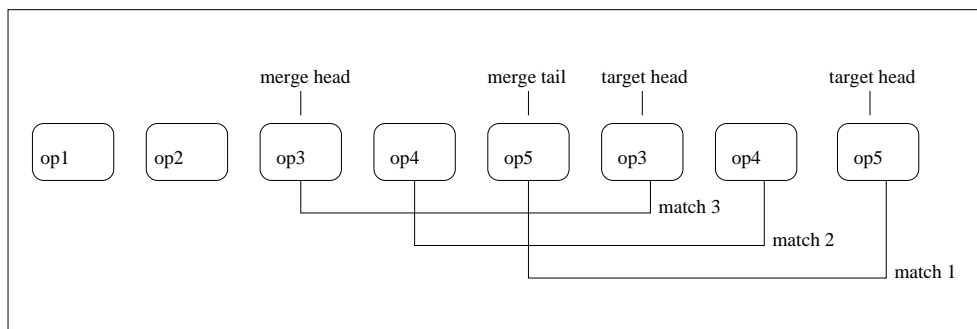 merge head merge tail target head target head
op1 op2 op3 op4 op5 op3 op4 op5
match 3
match 2
match 1